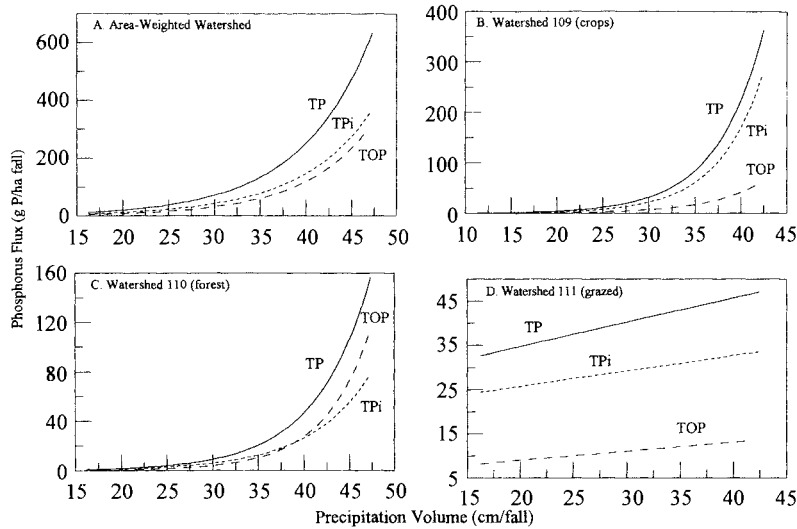 Phosphorus Flux (g P/ha fall)
A. Area-Weighted Watershed
600
400
200
0
TP
TPi
TOP
15 20 25 30 35 40 45 50
B. Watershed 109 (crops)
400
350
300
250
200
150
100
50
0
TP
TPi
TOP
10 15 20 25 30 35 40 45
C. Watershed 110 (forest)
160
120
80
40
0
TP
TOP
TPi
15 20 25 30 35 40 45 50
D. Watershed 111 (grazed)
45
35
25
15
5
TP
TPi
TOP
15 20 25 30 35 40 45
Precipitation Volume (cm/fall)